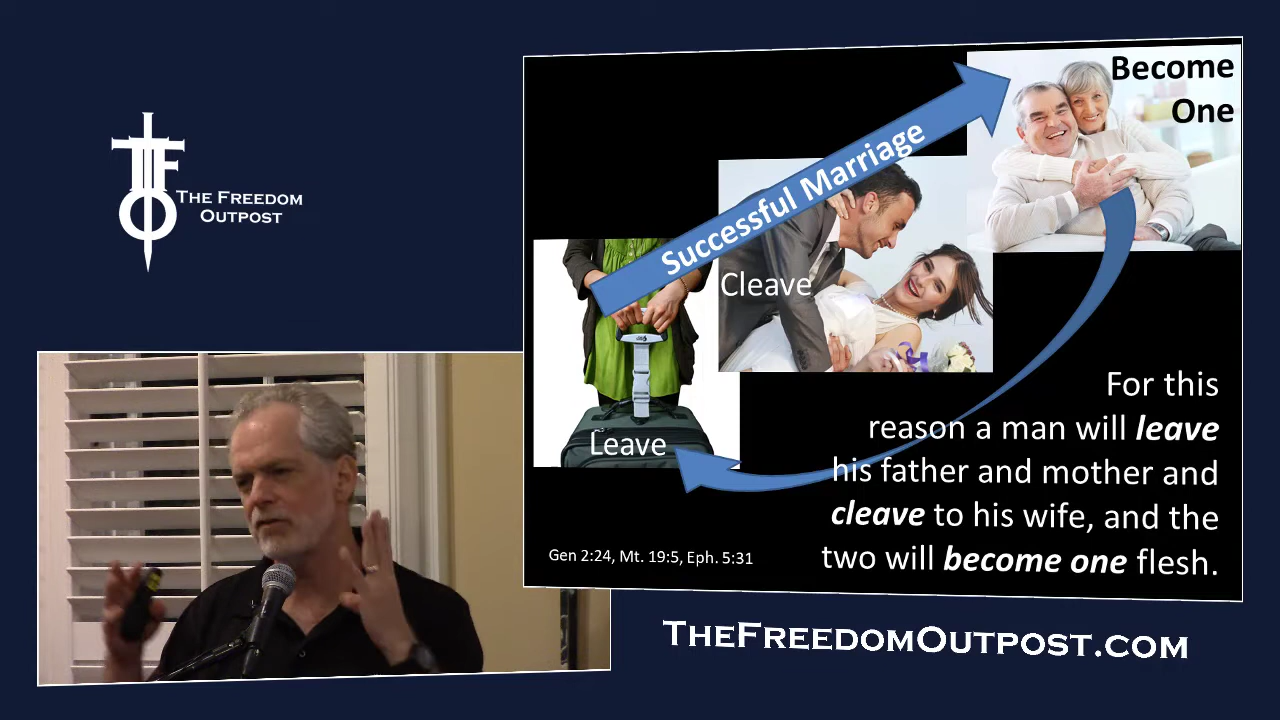 TFO
THE FREEDOM
OUTPOST
Become
One
Successful Marriage
Cleave
Leave
For this
reason a man will leave
his father and mother and
cleave to his wife, and the
two will become one flesh.
Gen 2:24, Mt. 19:5, Eph. 5:31
THEFREEDOMOUTPOST.COM